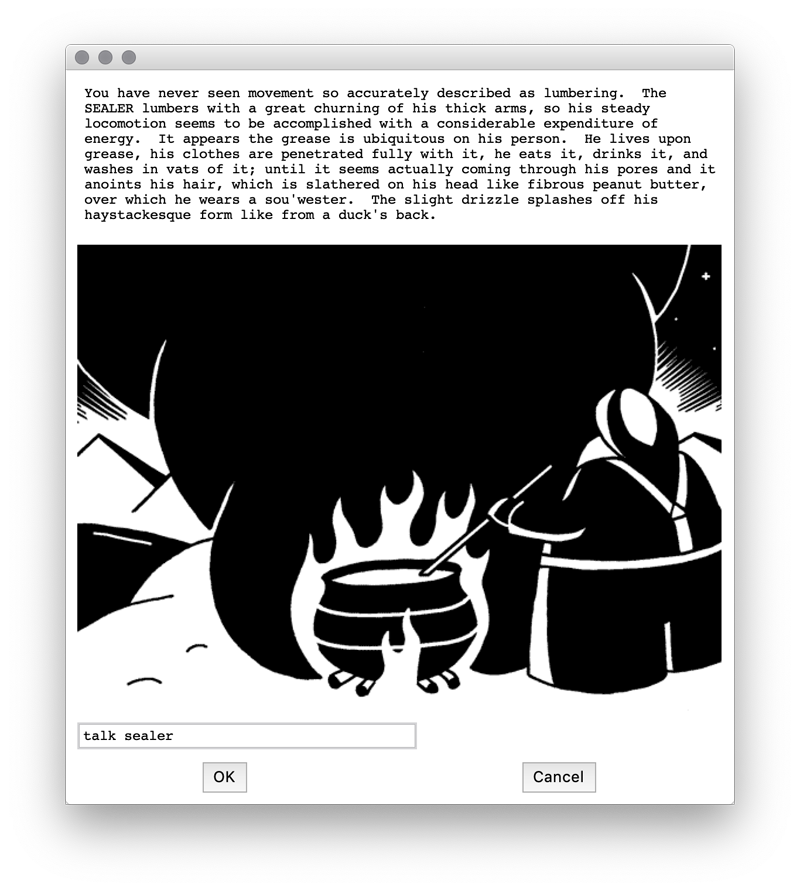 You have never seen movement so accurately described as lumbering.  The
SEALER lumbers with a great churning of his thick arms, so his steady
locomotion seems to be accomplished with a considerable expenditure of
energy.  It appears the grease is ubiquitous on his person.  He lives upon
grease, his clothes are penetrated fully with it, he eats it, drinks it, and
washes in vats of it; until it seems actually coming through his pores and it
anoints his hair, which is slathered on his head like fibrous peanut butter,
over which he wears a sou'wester.  The slight drizzle splashes off his
haystackesque form like from a duck's back.
talk sealer
OK
Cancel